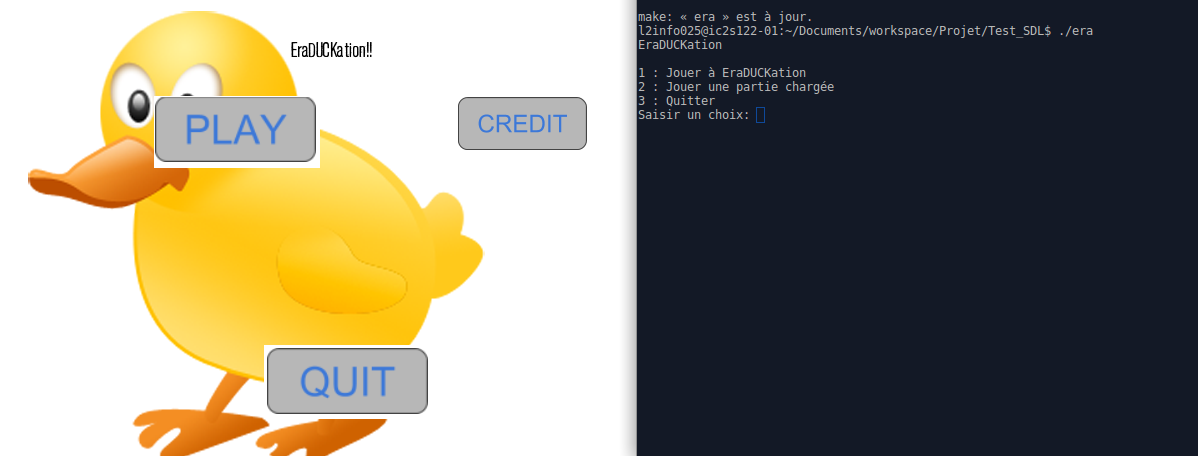 EraDUCKation!!
PLAY
CREDIT
QUIT
make: « era » est à jour.
l2info025@ic2s122-01:~/Documents/workspace/Projet/Test_SDL$ ./era
EraDUCKation
1 : Jouer à EraDUCKation
2 : Jouer une partie chargée
3 : Quitter
Saisir un choix: